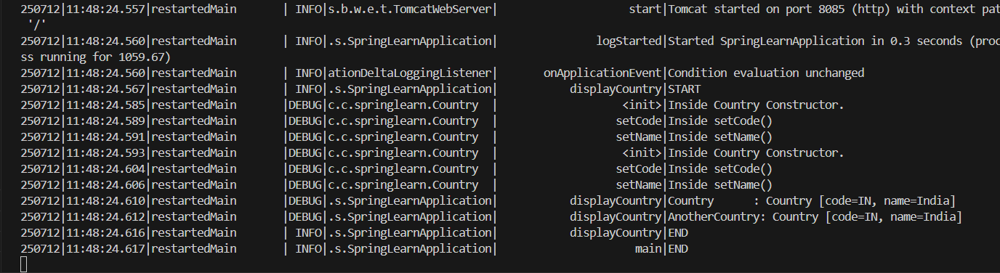 250712|11:48:24.557|restartedMain       | INFO|s.b.w.e.t.TomcatWebServer|                    start|Tomcat started on port 8085 (http) with context pat
 '/'
250712|11:48:24.560|restartedMain       | INFO|.s.SpringLearnApplication|               logStarted|Started SpringLearnApplication in 0.3 seconds (proc
ss running for 1059.67)
250712|11:48:24.560|restartedMain       | INFO|ationDeltaLoggingListener|       onApplicationEvent|Condition evaluation unchanged
250712|11:48:24.567|restartedMain       | INFO|.s.SpringLearnApplication|           displayCountry|START
250712|11:48:24.585|restartedMain       |DEBUG|c.c.springlearn.Country  |                   <init>|Inside Country Constructor.
250712|11:48:24.589|restartedMain       |DEBUG|c.c.springlearn.Country  |                  setCode|Inside setCode()
250712|11:48:24.591|restartedMain       |DEBUG|c.c.springlearn.Country  |                  setName|Inside setName()
250712|11:48:24.593|restartedMain       |DEBUG|c.c.springlearn.Country  |                   <init>|Inside Country Constructor.
250712|11:48:24.604|restartedMain       |DEBUG|c.c.springlearn.Country  |                  setCode|Inside setCode()
250712|11:48:24.606|restartedMain       |DEBUG|c.c.springlearn.Country  |                  setName|Inside setName()
250712|11:48:24.610|restartedMain       |DEBUG|.s.SpringLearnApplication|           displayCountry|Country      : Country [code=IN, name=India]
250712|11:48:24.612|restartedMain       |DEBUG|.s.SpringLearnApplication|           displayCountry|AnotherCountry: Country [code=IN, name=India]
250712|11:48:24.616|restartedMain       | INFO|.s.SpringLearnApplication|           displayCountry|END
250712|11:48:24.617|restartedMain       | INFO|.s.SpringLearnApplication|                     main|END